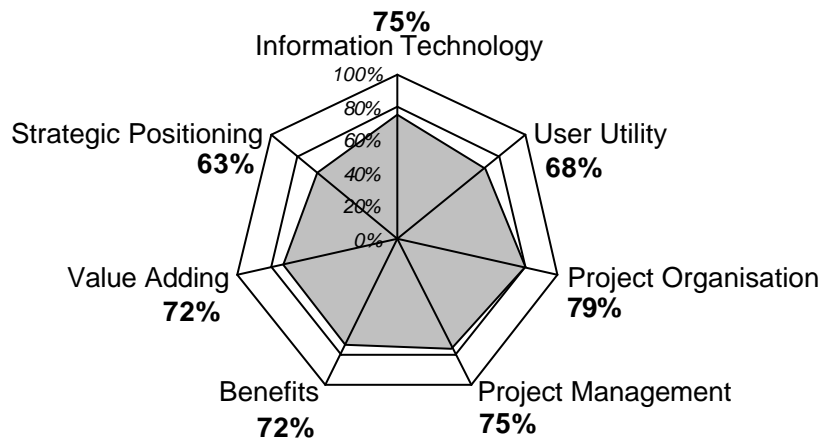 75%
Information Technology
100%
80%
60%
40%
20%
0%
Strategic Positioning
63%
User Utility
68%
Value Adding
72%
Project Organisation
79%
Benefits
72%
Project Management
75%